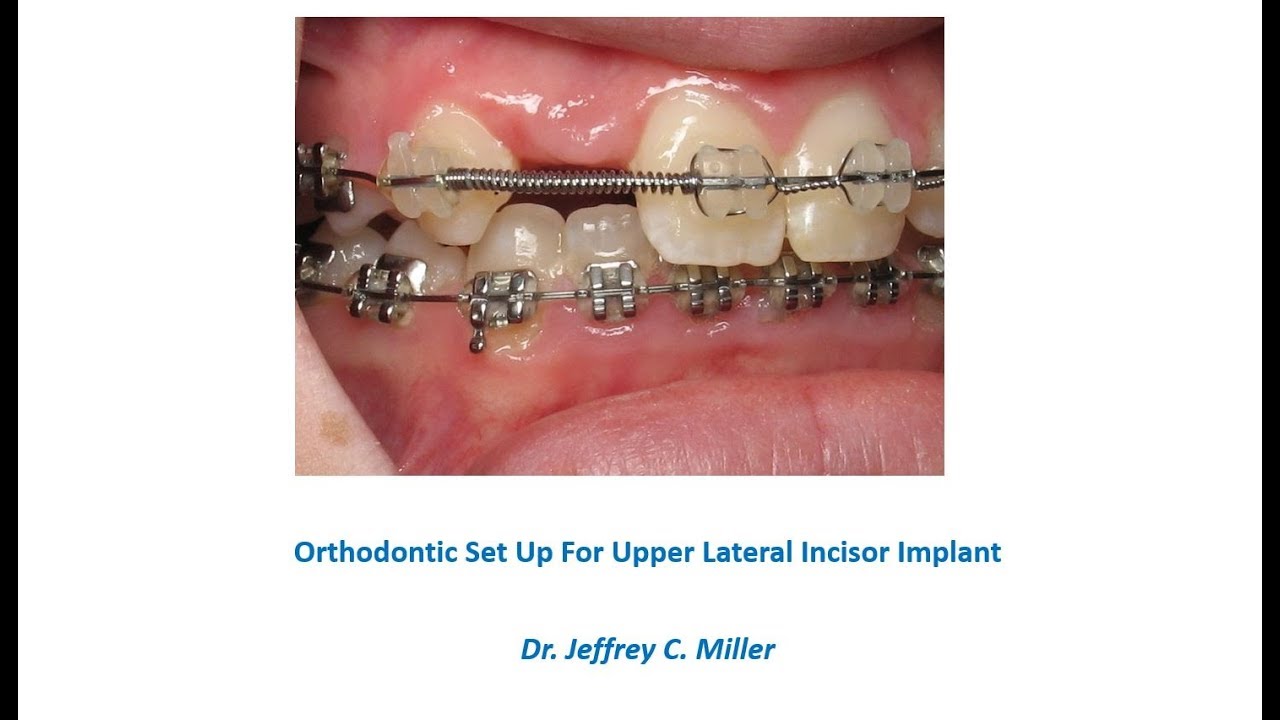 Orthodontic Set Up For Upper Lateral Incisor Implant
Dr. Jeffrey C. Miller